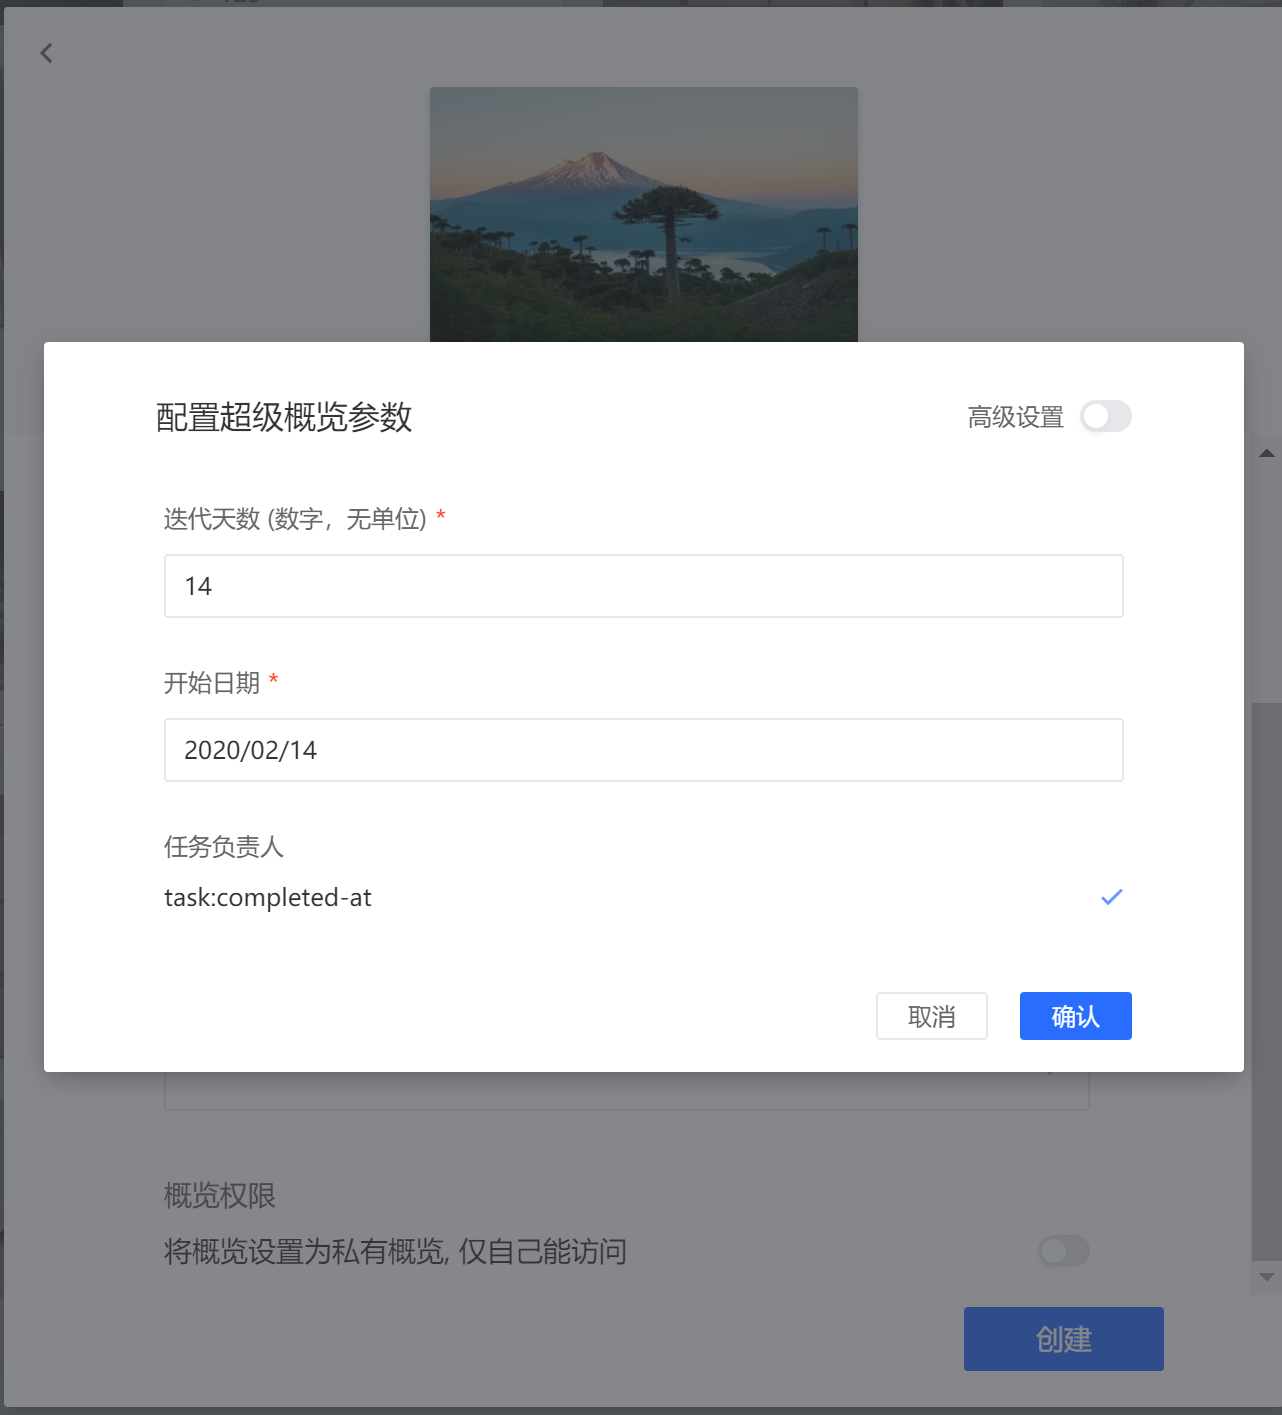 配置超级概览参数
高级设置
迭代天数 (数字，无单位) *
14
开始日期 *
2020/02/14
任务负责人
task:completed-at
取消
确认
概览权限
将概览设置为私有概览, 仅自己能访问
创建